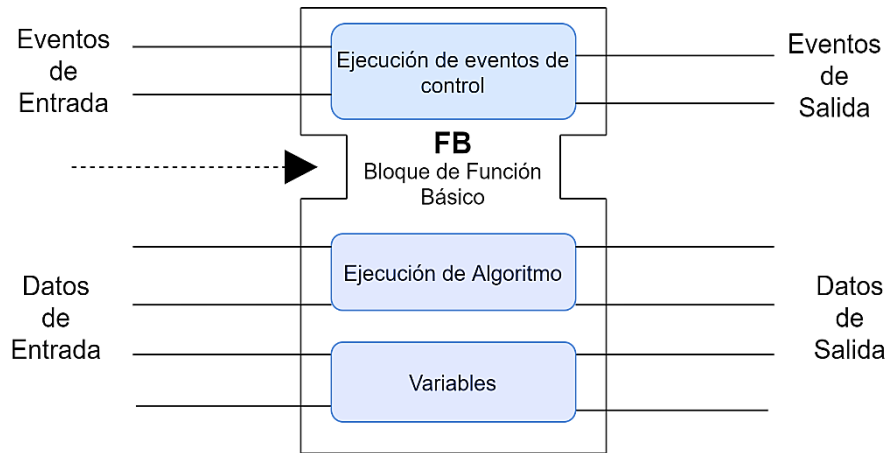 Eventos
de
Entrada
Ejecución de eventos de
control
Eventos
de
Salida
FB
Bloque de Función
Básico
Datos
de
Entrada
Ejecución de Algoritmo
Variables
Datos
de
Salida